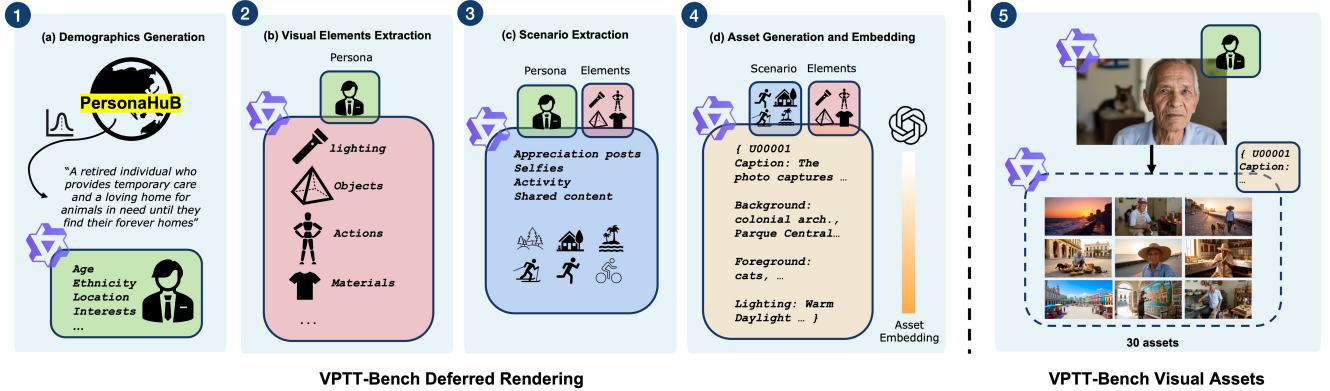 1
(a) Demographics Generation
PersonaHuB
“A retired individual who
provides temporary care
and a loving home for
animals in need until they
find their forever homes”
Age
Ethnicity
Location
Interests
...
2
(b) Visual Elements Extraction
Persona
lighting
Objects
Actions
Materials
...
3
(c) Scenario Extraction
Persona
Elements
Appreciation posts
Selfies
Activity
Shared content
4
(d) Asset Generation and Embedding
Scenario
Elements
{ U00001
Caption: The
photo captures …
Background:
colonial arch.,
Parque Central…
Foreground:
cats, …
Lighting: Warm
Daylight … }
Asset
Embedding
VPTT-Bench Deferred Rendering
5
{ U00001
Caption:
…
30 assets
VPTT-Bench Visual Assets